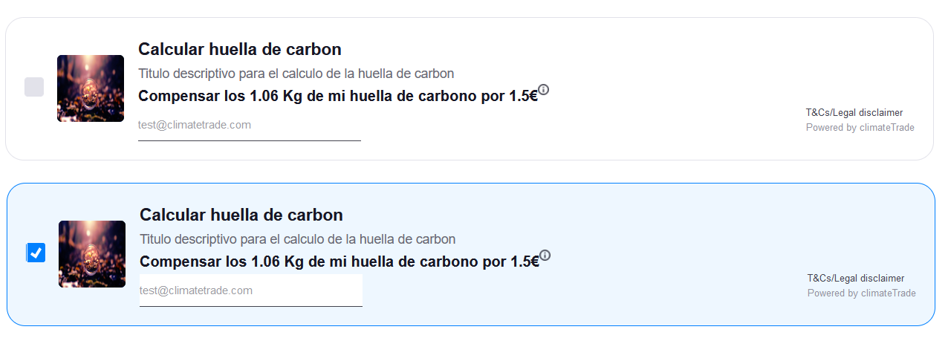 Calcular huella de carbon
Titulo descriptivo para el calculo de la huella de carbon
Compensar los 1.06 Kg de mi huella de carbono por 1.5€
test@climatetrade.com
T&Cs/Legal disclaimer
Powered by climateTrade
Calcular huella de carbon
Titulo descriptivo para el calculo de la huella de carbon
Compensar los 1.06 Kg de mi huella de carbono por 1.5€
test@climatetrade.com
T&Cs/Legal disclaimer
Powered by climateTrade